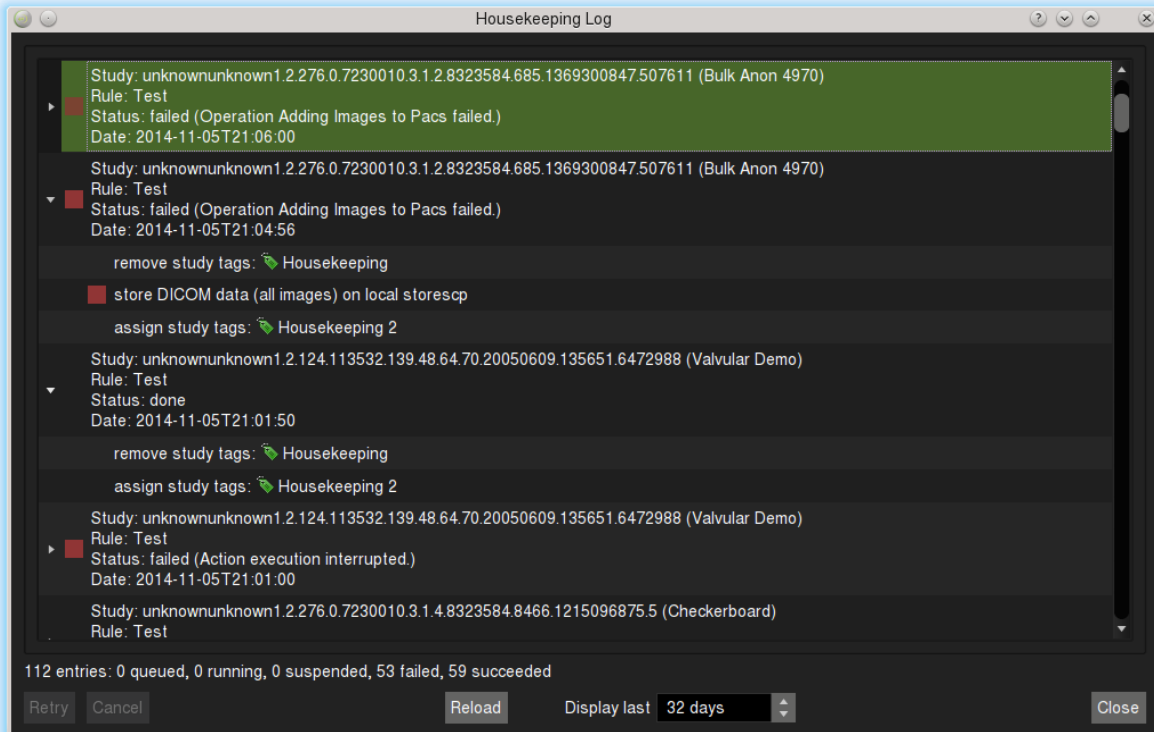 Housekeeping Log
Study: unknownunknown1.2.276.0.7230010.3.1.2.8323584.685.1369300847.507611 (Bulk Anon 4970)
Rule: Test
Status: failed (Operation Adding Images to Pacs failed.)
Date: 2014-11-05T21:06:00
Study: unknownunknown1.2.276.0.7230010.3.1.2.8323584.685.1369300847.507611 (Bulk Anon 4970)
Rule: Test
Status: failed (Operation Adding Images to Pacs failed.)
Date: 2014-11-05T21:04:56
remove study tags: Housekeeping
store DICOM data (all images) on local storescp
assign study tags: Housekeeping 2
Study: unknownunknown1.2.124.113532.139.48.64.70.20050609.135651.6472988 (Valvular Demo)
Rule: Test
Status: done
Date: 2014-11-05T21:01:50
remove study tags: Housekeeping
assign study tags: Housekeeping 2
Study: unknownunknown1.2.124.113532.139.48.64.70.20050609.135651.6472988 (Valvular Demo)
Rule: Test
Status: failed (Action execution interrupted.)
Date: 2014-11-05T21:01:00
Study: unknownunknown1.2.276.0.7230010.3.1.4.8323584.8466.1215096875.5 (Checkerboard)
Rule: Test
112 entries: 0 queued, 0 running, 0 suspended, 53 failed, 59 succeeded
Retry Cancel Reload Display last 32 days Close